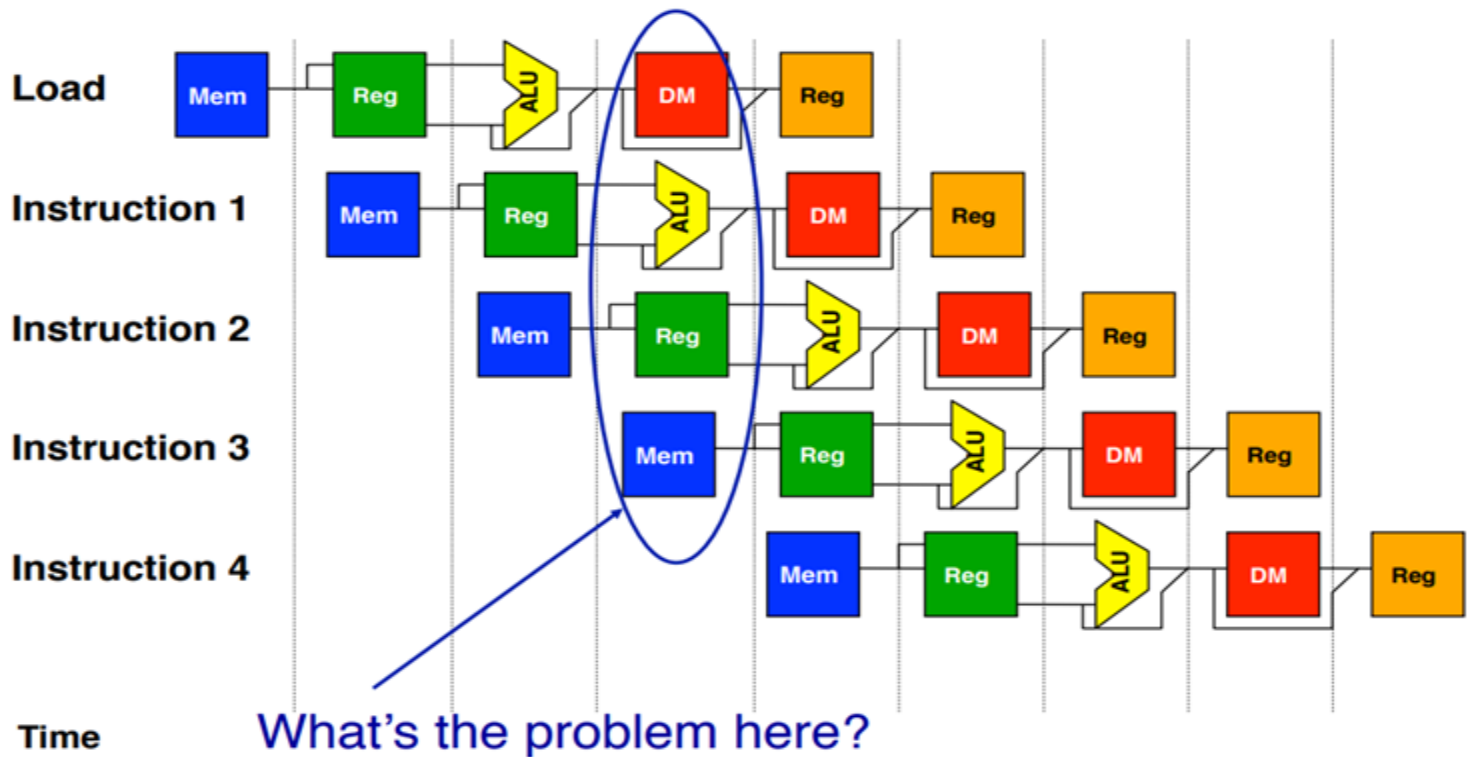 Load Mem Reg ALU DM Reg
Instruction 1 Mem Reg ALU DM Reg
Instruction 2 Mem Reg ALU DM Reg
Instruction 3 Mem Reg ALU DM Reg
Instruction 4 Mem Reg ALU DM Reg
Time What's the problem here?